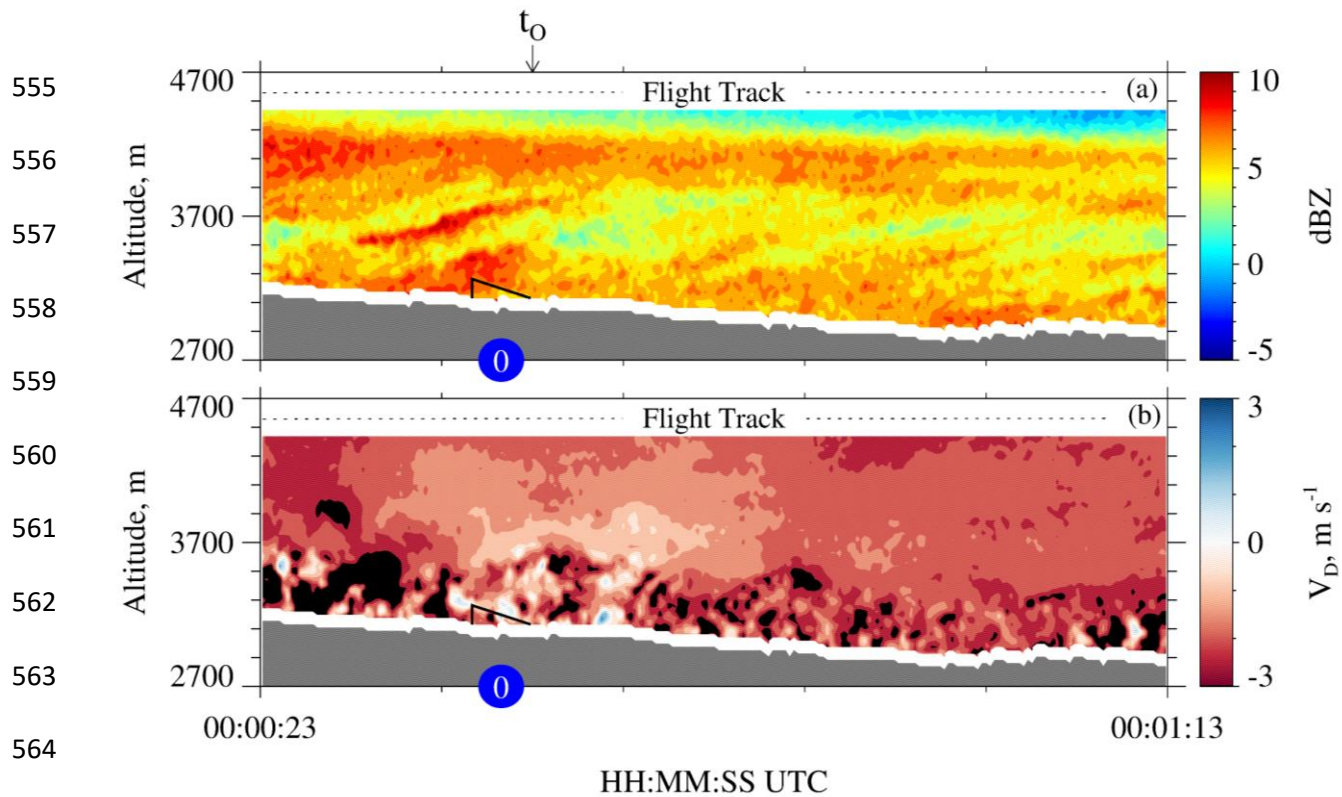 t_O
555
4700
Flight Track
(a)
10
556
5
557
Altitude, m
3700
dBZ
0
558
2700
0
-5
559
4700
Flight Track
(b)
3
560
561
Altitude, m
3700
0
V_D, m s^-1
562
563
2700
0
-3
564
00:00:23
00:01:13
HH:MM:SS UTC